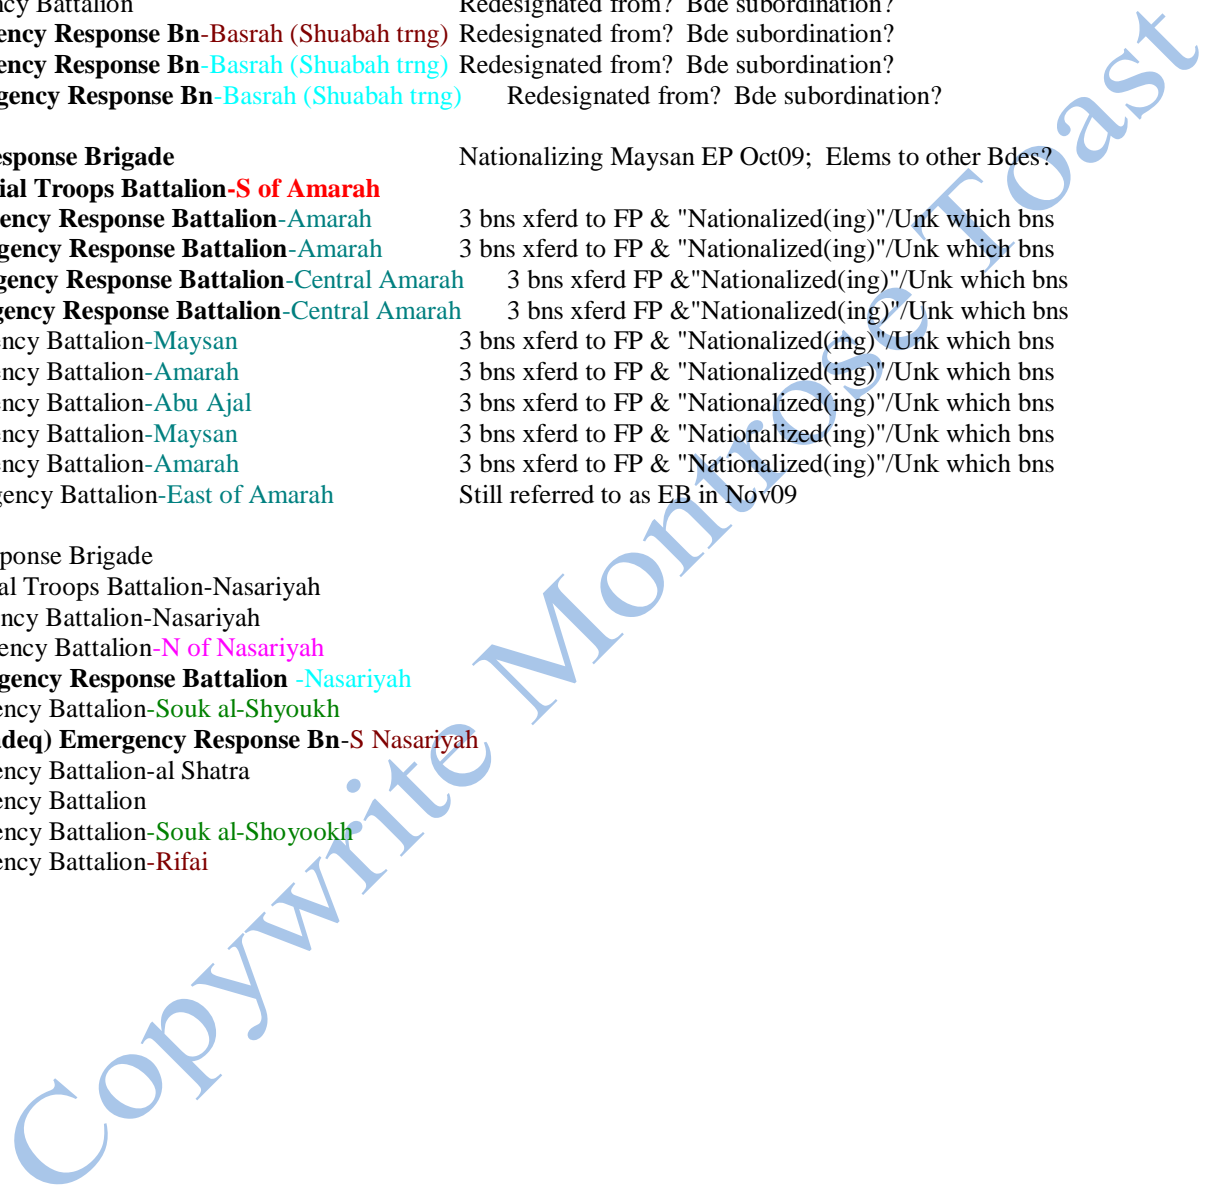 ncy Battalion Redesignated from? Bde subordination?
ency Response Bn-Basrah (Shuabah trng) Redesignated from? Bde subordination?
ency Response Bn-Basrah (Shuabah trng) Redesignated from? Bde subordination?
gency Response Bn-Basrah (Shuabah trng) Redesignated from? Bde subordination?
esponse Brigade Nationalizing Maysan EP Oct09; Elems to other Bdes?
ial Troops Battalion-S of Amarah
ency Response Battalion-Amarah 3 bns xferd to FP & "Nationalized(ing)"/Unk which bns
gency Response Battalion-Amarah 3 bns xferd to FP & "Nationalized(ing)"/Unk which bns
gency Response Battalion-Central Amarah 3 bns xferd FP &"Nationalized(ing)"/Unk which bns
gency Response Battalion-Central Amarah 3 bns xferd FP &"Nationalized(ing)"/Unk which bns
ncy Battalion-Maysan 3 bns xferd to FP & "Nationalized(ing)"/Unk which bns
ncy Battalion-Amarah 3 bns xferd to FP & "Nationalized(ing)"/Unk which bns
ncy Battalion-Abu Ajal 3 bns xferd to FP & "Nationalized(ing)"/Unk which bns
ncy Battalion-Maysan 3 bns xferd to FP & "Nationalized(ing)"/Unk which bns
ncy Battalion-Amarah 3 bns xferd to FP & "Nationalized(ing)"/Unk which bns
gency Battalion-East of Amarah Still referred to as EB in Nov09
ponse Brigade
al Troops Battalion-Nasariyah
ncy Battalion-Nasariyah
ency Battalion-N of Nasariyah
gency Response Battalion -Nasariyah
ency Battalion-Souk al-Shyoukh
adeq) Emergency Response Bn-S Nasariyah
ency Battalion-al Shatra
ency Battalion
ency Battalion-Souk al-Shoyookh
ency Battalion-Rifai
Copywrite Montrose Toast